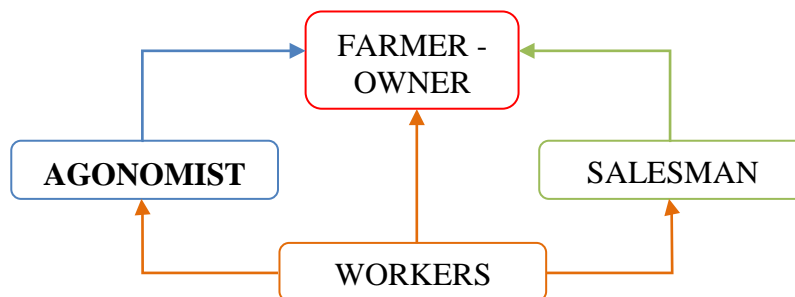 FARMER -
OWNER
AGONOMIST
SALESMAN
WORKERS